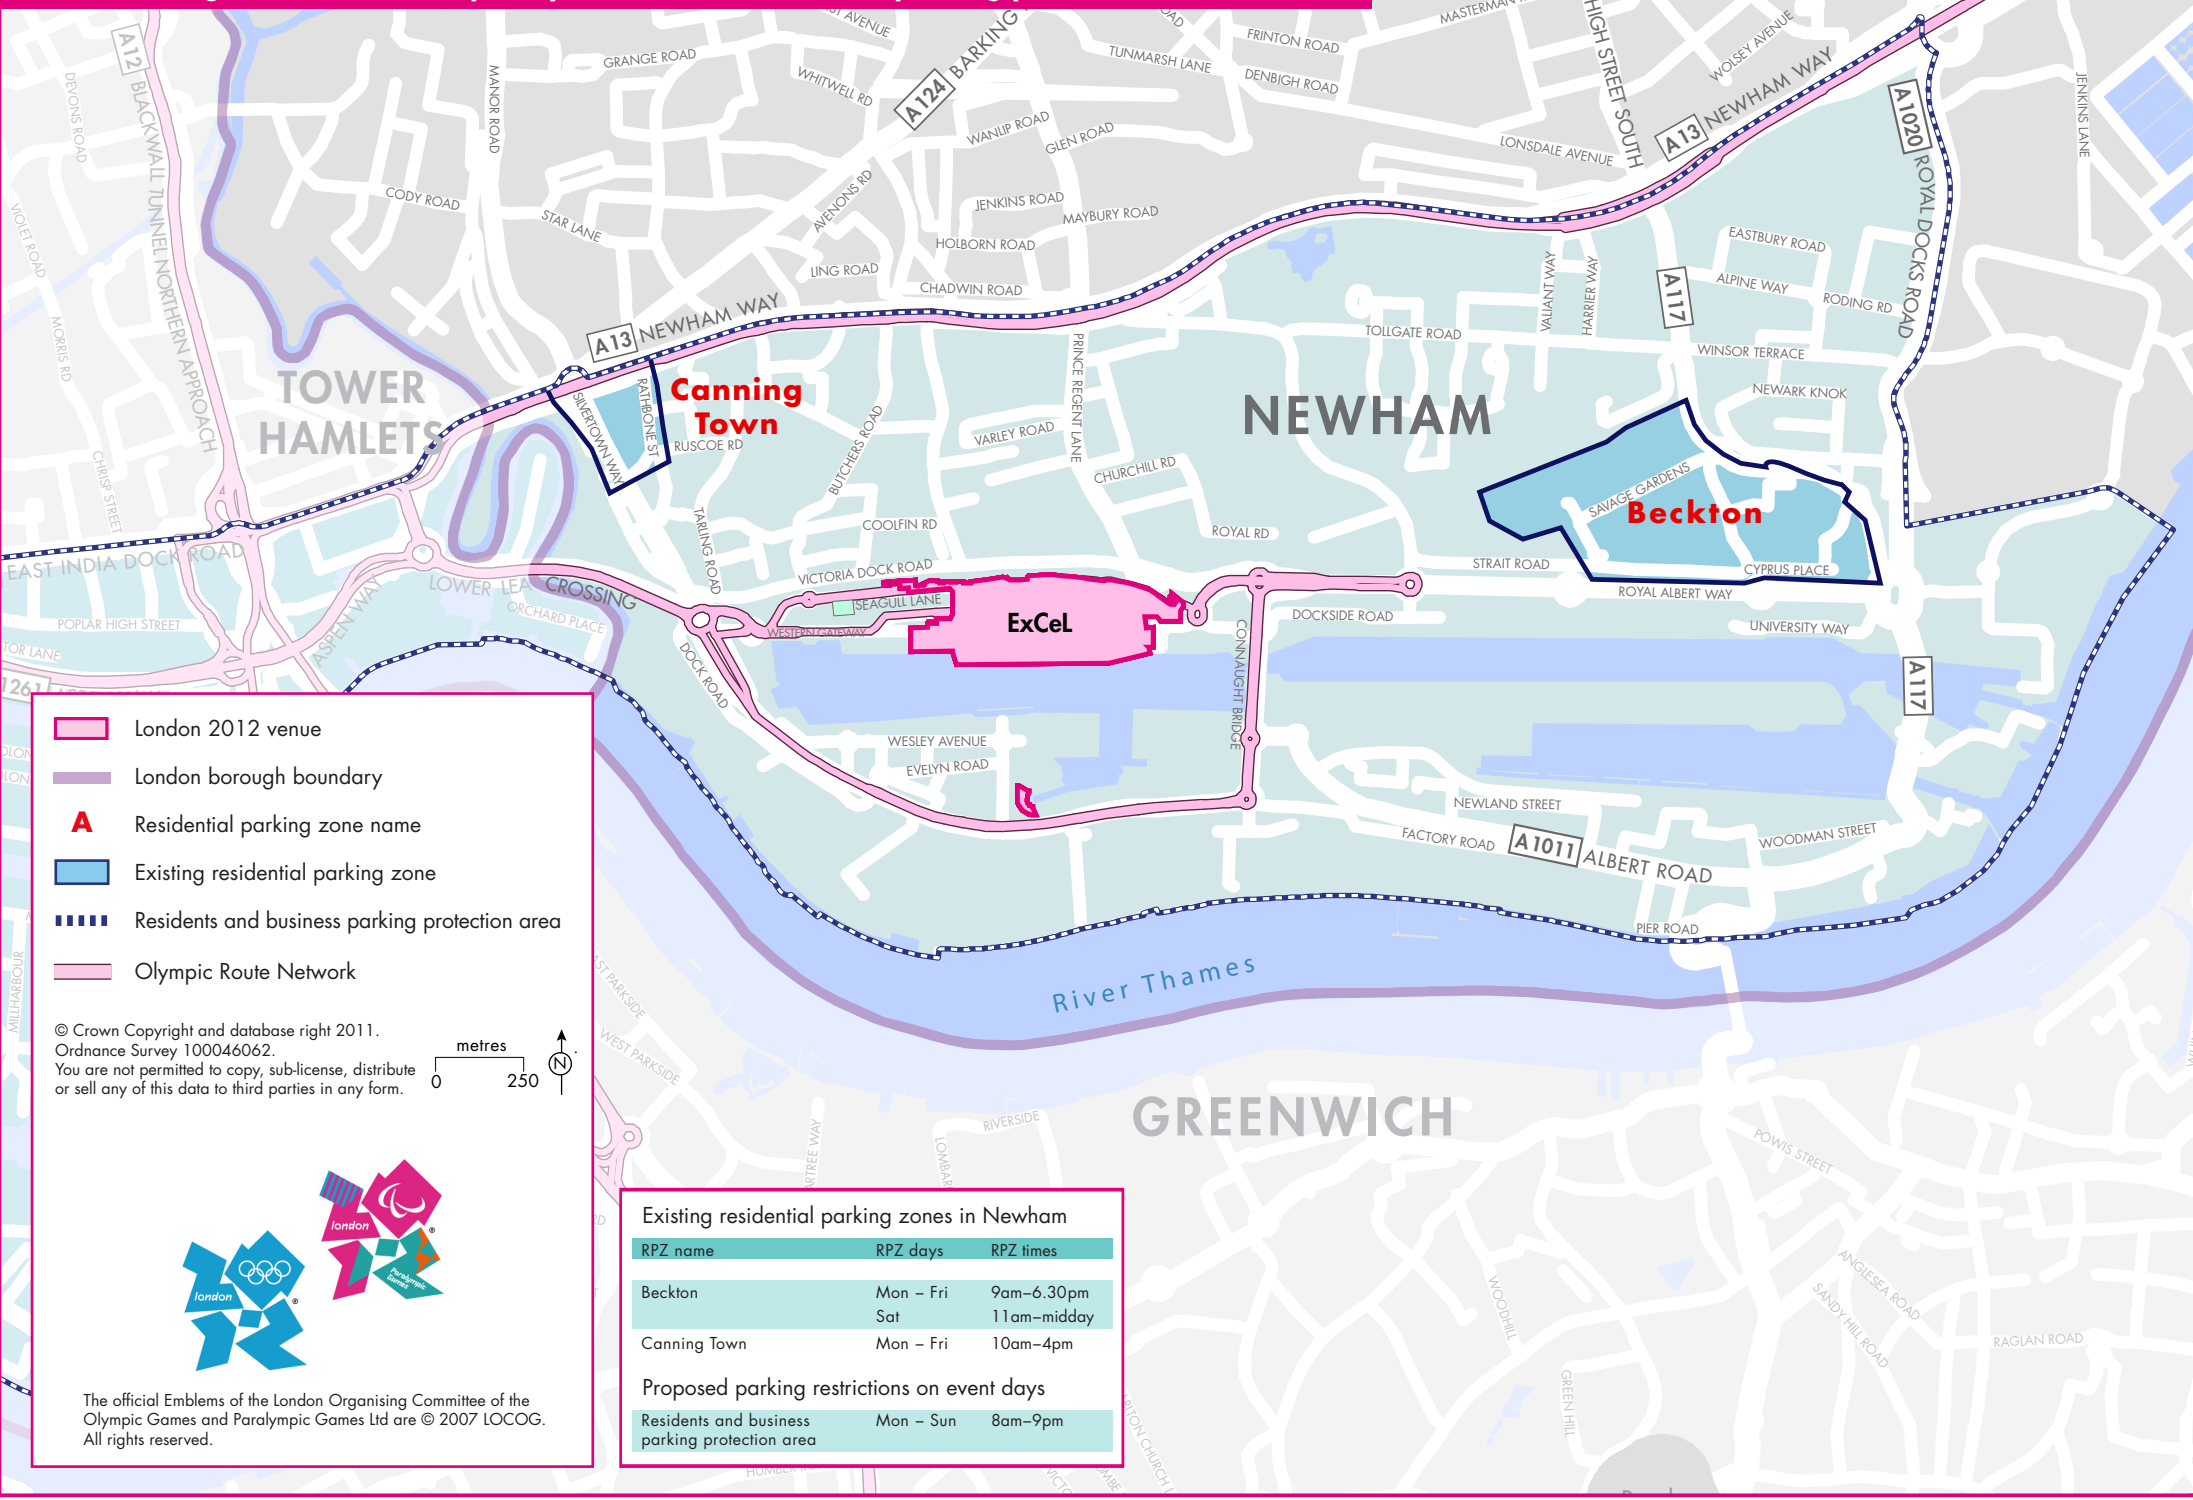 A12
BLACKWALL TUNNEL NORTHERN APPROACH
DEVONS ROAD
VIOLET ROAD
MORRIS RD
CHRISP STREET
MANOR ROAD
GRANGE ROAD
WHITWELL RD
A124
BARKING
TUNMARSH LANE
FRINTON ROAD
DENBIGH ROAD
HIGH STREET SOUTH
WOLSEY AVENUE
A13
NEWHAM WAY
A1020
ROYAL DOCKS ROAD
JENKINS LANE
WANLIP ROAD
GLEN ROAD
LONSDALE AVENUE
CODY ROAD
STAR LANE
AVENONS RD
JENKINS ROAD
MAYBURY ROAD
HOLBORN ROAD
LING ROAD
CHADWIN ROAD
A13
NEWHAM WAY
EASTBURY ROAD
ALPINE WAY
RODING RD
VALIANT WAY
HARRIER WAY
A117
TOLLGATE ROAD
WINSOR TERRACE
NEWARK KNOK
TOWER
HAMLETS
Canning
Town
SILVERTOWN WAY
RATHBONE ST
RUSCOE RD
BUTCHERS ROAD
VARLEY ROAD
PRINCE REGENT LANE
CHURCHILL RD
NEWHAM
SAVAGE GARDENS
Beckton
CYPRUS PLACE
TARLING ROAD
COOLFIN RD
ROYAL RD
VICTORIA DOCK ROAD
SEAGULL LANE
WESTERN GATEWAY
ExCeL
STRAIT ROAD
ROYAL ALBERT WAY
DOCKSIDE ROAD
UNIVERSITY WAY
CONNAUGHT BRIDGE
A117
EAST INDIA DOCK ROAD
LOWER LEA CROSSING
ORCHARD PLACE
POPLAR HIGH STREET
ASPEN WAY
TOR LANE
1261
DOCK ROAD
WESLEY AVENUE
EVELYN ROAD
NEWLAND STREET
FACTORY ROAD
A1011
ALBERT ROAD
WOODMAN STREET
PIER ROAD
River Thames
GREENWICH
MILLHARBOUR
WEST PARKSIDE
RIVERSIDE
POWIS STREET
WOODHILL
ANGLESEA ROAD
SANDY HILL ROAD
RAGLAN ROAD
GREEN HILL
London 2012 venue
London borough boundary
A Residential parking zone name
Existing residential parking zone
Residents and business parking protection area
Olympic Route Network
© Crown Copyright and database right 2011.
Ordnance Survey 100046062.
You are not permitted to copy, sub-license, distribute
or sell any of this data to third parties in any form.
metres
0 250
N
london
london
Paralympic
Games
The official Emblems of the London Organising Committee of the
Olympic Games and Paralympic Games Ltd are © 2007 LOCOG.
All rights reserved.
Existing residential parking zones in Newham
RPZ name RPZ days RPZ times
Beckton Mon – Fri 9am–6.30pm
Sat 11am–midday
Canning Town Mon – Fri 10am–4pm
Proposed parking restrictions on event days
Residents and business Mon – Sun 8am–9pm
parking protection area